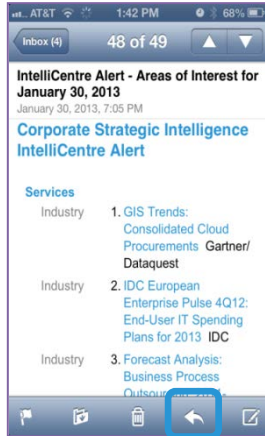 AT&T 1:42 PM 68%
Inbox (4) 48 of 49
IntelliCentre Alert - Areas of Interest for
January 30, 2013
January 30, 2013, 7:05 PM
Corporate Strategic Intelligence
IntelliCentre Alert
Services
Industry 1. GIS Trends:
Consolidated Cloud
Procurements Gartner/
Dataquest
Industry 2. IDC European
Enterprise Pulse 4Q12:
End-User IT Spending
Plans for 2013 IDC
Industry 3. Forecast Analysis:
Business Process